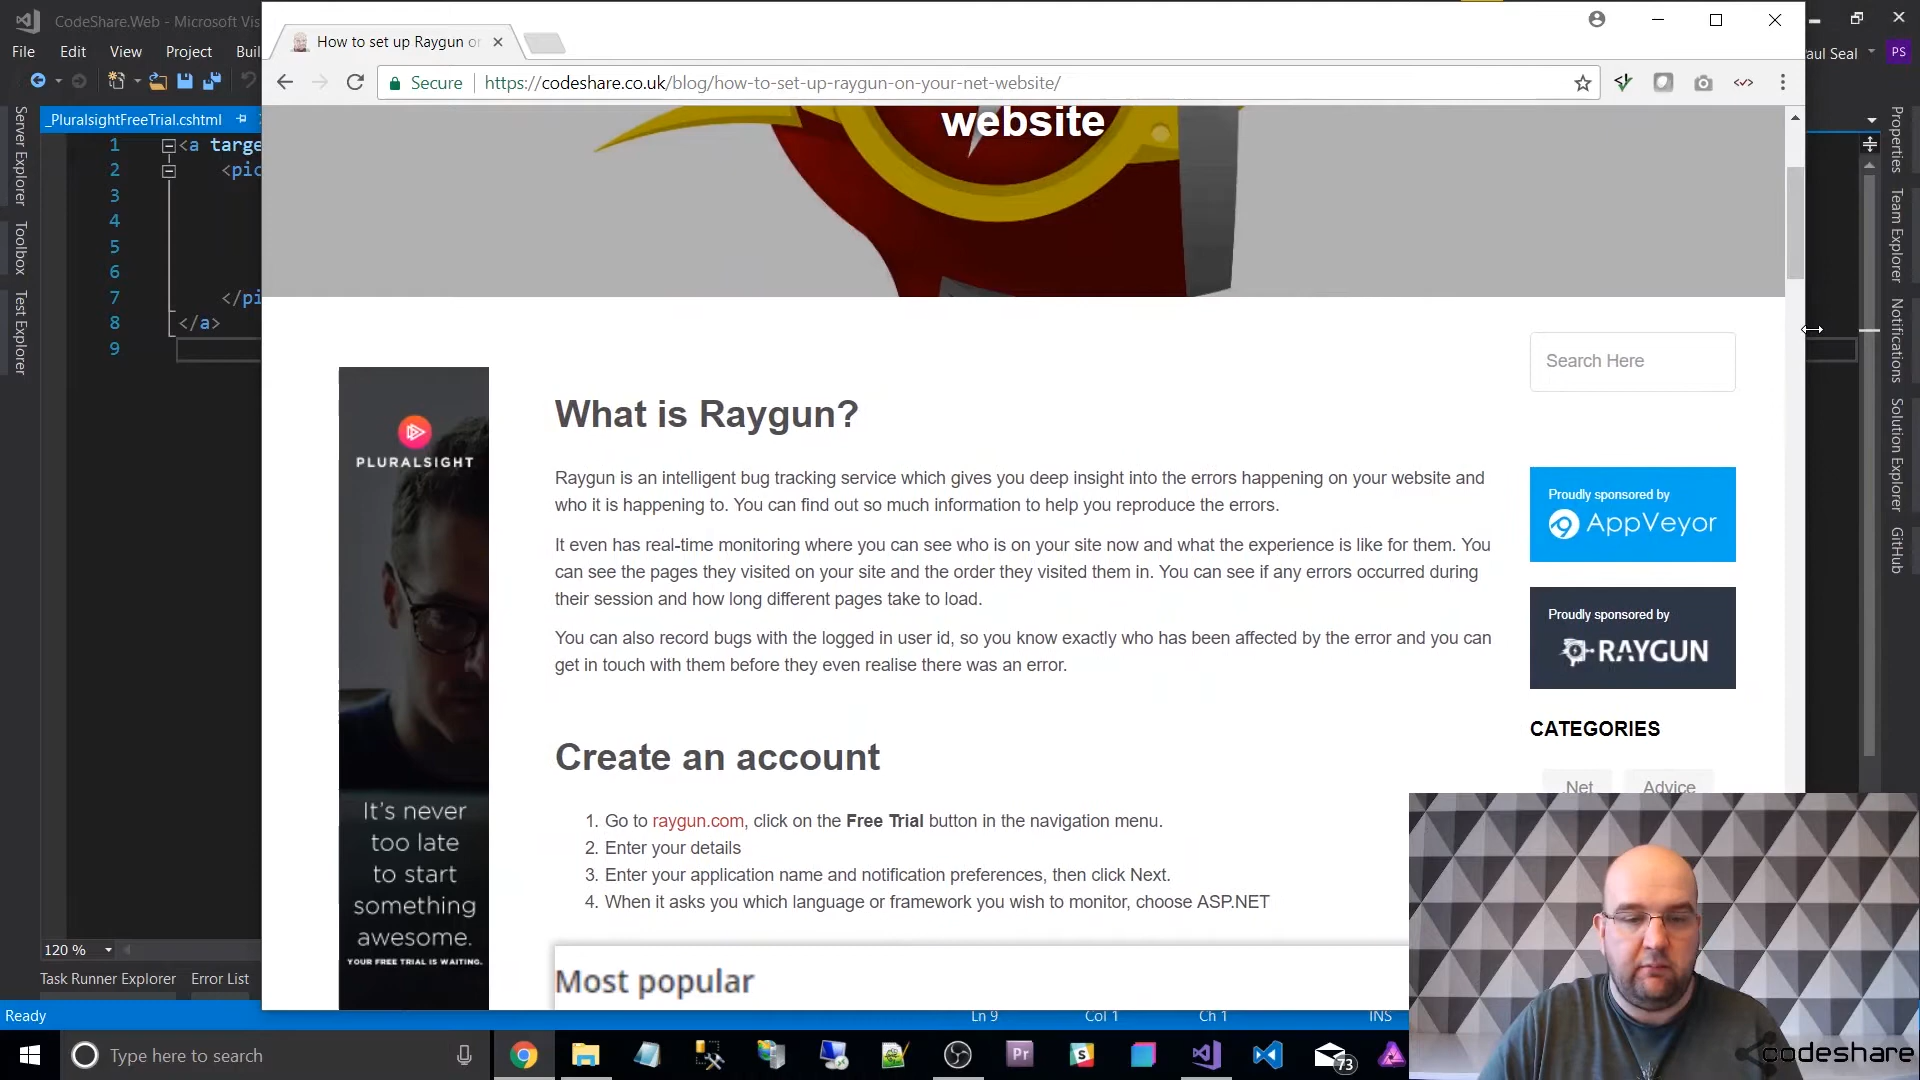 CodeShare.Web - Microsoft Vis
File Edit View Project Buil
_PluralsightFreeTrial.cshtml
Server Explorer
Toolbox
Test Explorer
1 <a targe
2 <pic
3
4
5
6
7 </pi
8 </a>
9
120 %
Task Runner Explorer Error List
Ready
How to set up Raygun or
Secure https://codeshare.co.uk/blog/how-to-set-up-raygun-on-your-net-website/
website
PLURALSIGHT
It's never
too late
to start
something
awesome.
YOUR FREE TRIAL IS WAITING.
What is Raygun?
Raygun is an intelligent bug tracking service which gives you deep insight into the errors happening on your website and
who it is happening to. You can find out so much information to help you reproduce the errors.
It even has real-time monitoring where you can see who is on your site now and what the experience is like for them. You
can see the pages they visited on your site and the order they visited them in. You can see if any errors occurred during
their session and how long different pages take to load.
You can also record bugs with the logged in user id, so you know exactly who has been affected by the error and you can
get in touch with them before they even realise there was an error.
Create an account
1. Go to raygun.com, click on the Free Trial button in the navigation menu.
2. Enter your details
3. Enter your application name and notification preferences, then click Next.
4. When it asks you which language or framework you wish to monitor, choose ASP.NET
Most popular
Search Here
Proudly sponsored by
AppVeyor
Proudly sponsored by
RAYGUN
CATEGORIES
.Net Advice
aul Seal PS
Properties
Team Explorer
Notifications
Solution Explorer
GitHub
Ln 9 Col 1 Ch 1 INS
Type here to search
Pr
73
codeshare